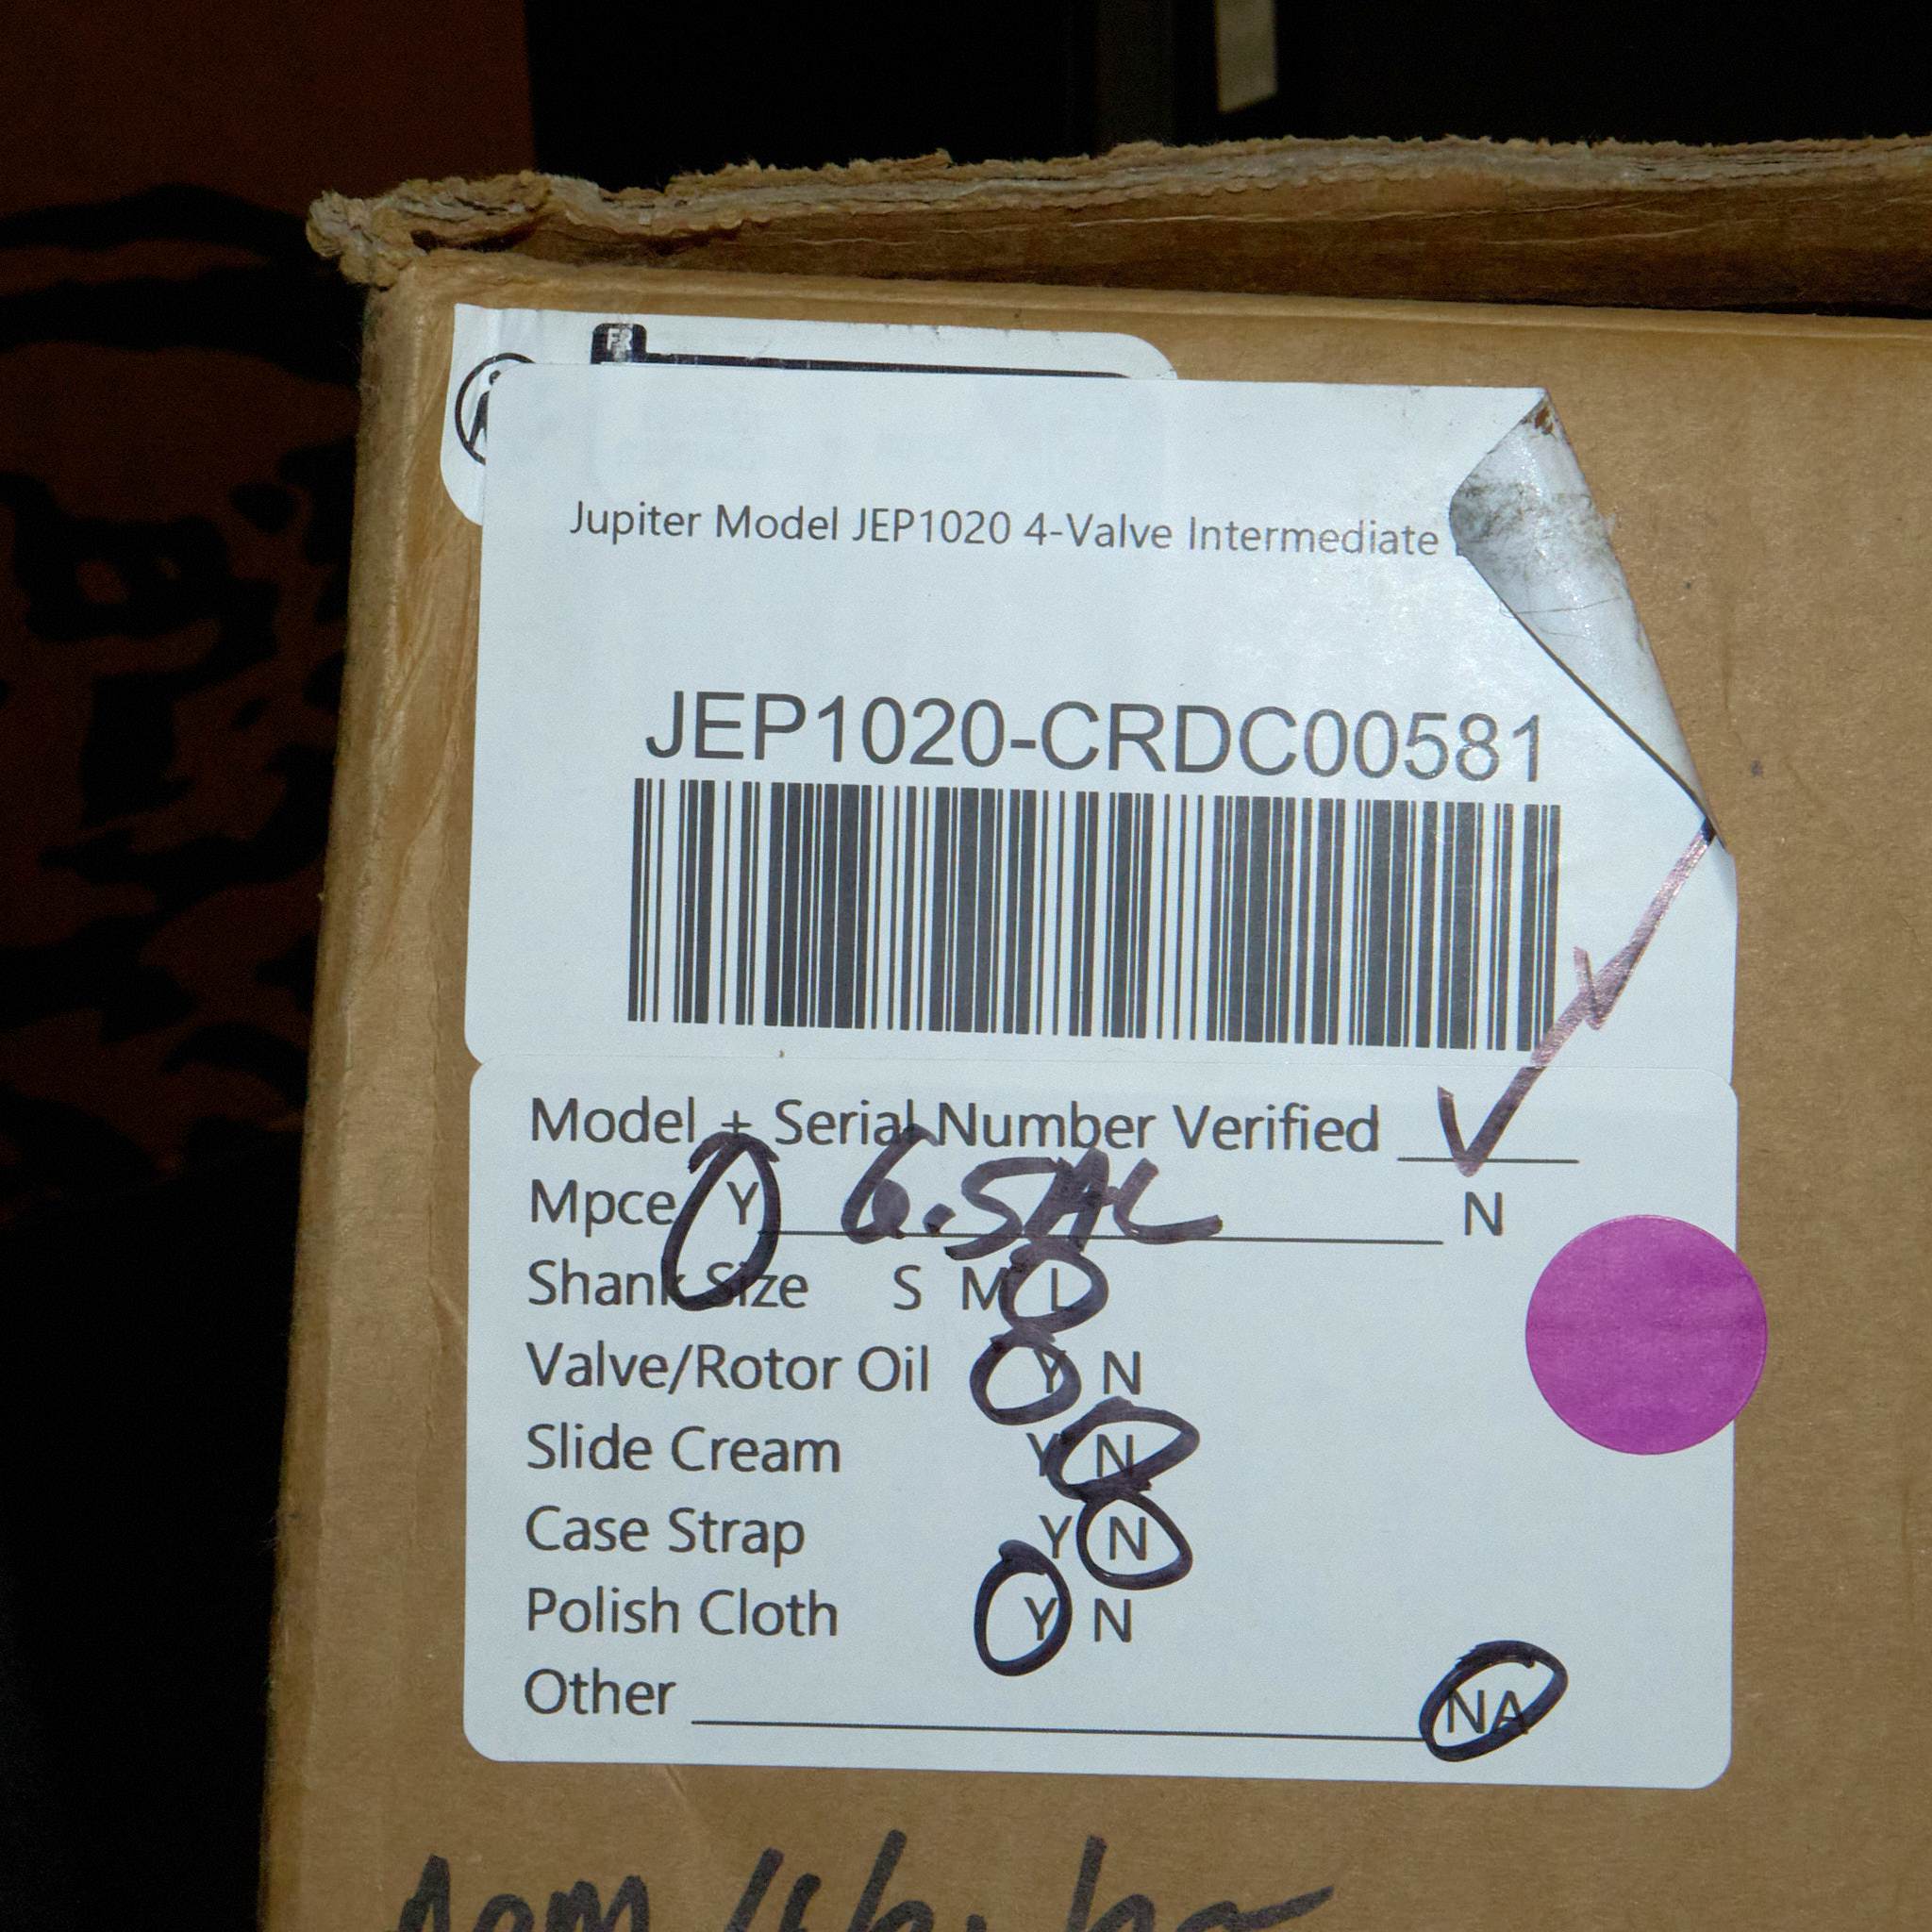 FR
Jupiter Model JEP1020 4-Valve Intermediate
JEP1020-CRDC00581
Model + Serial Number Verified
Mpce Y 6.5AL N
Shank Size S M L
Valve/Rotor Oil Y N
Slide Cream Y N
Case Strap Y N
Polish Cloth Y N
Other NA